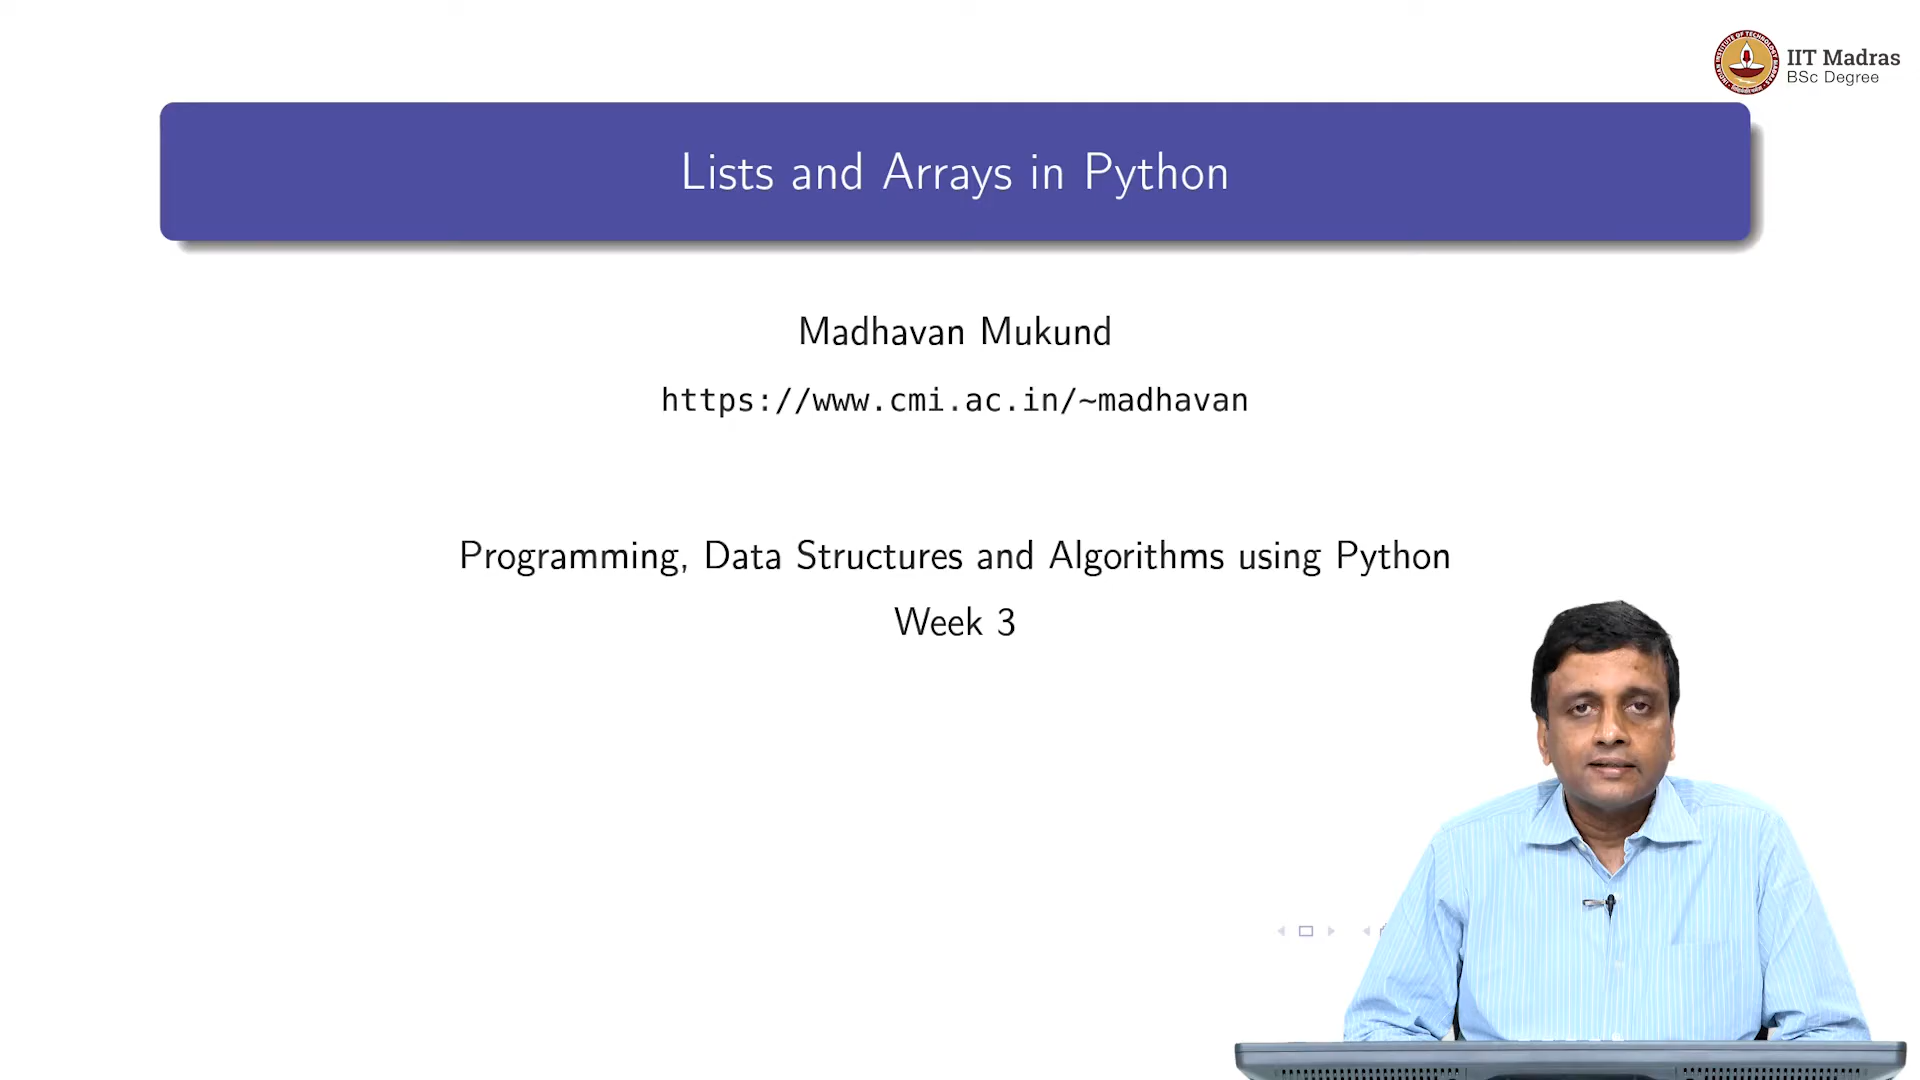 IIT Madras
BSc Degree
Lists and Arrays in Python
Madhavan Mukund
https://www.cmi.ac.in/~madhavan
Programming, Data Structures and Algorithms using Python
Week 3